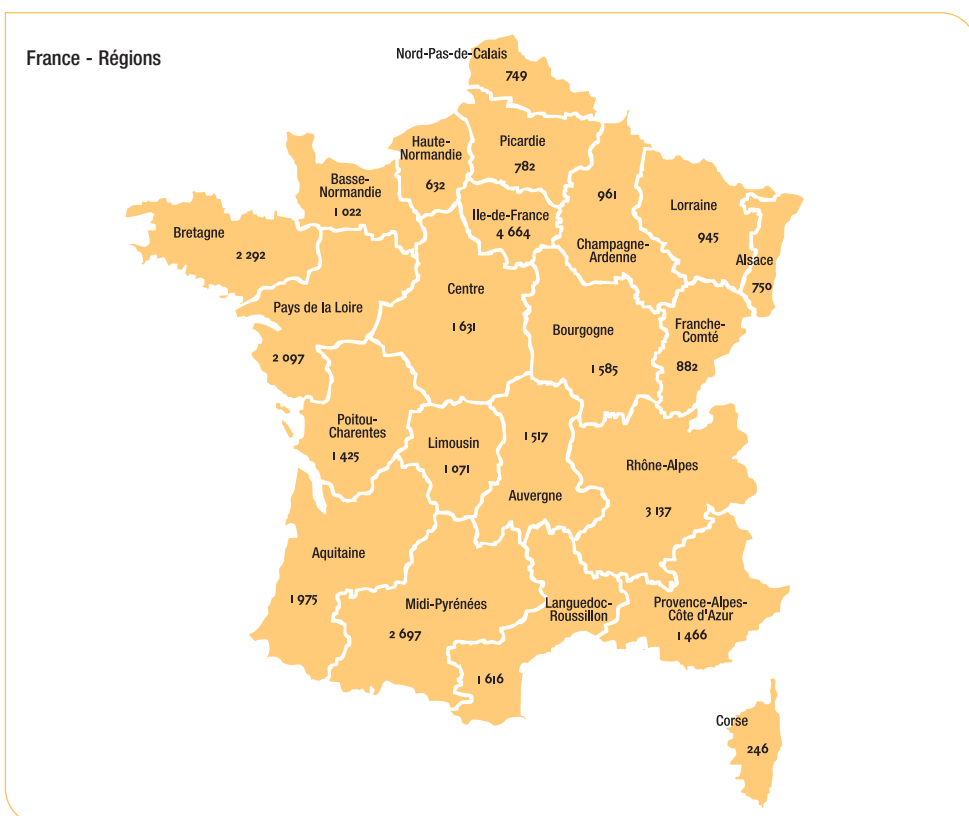 France - Régions
Nord-Pas-de-Calais
749
Haute-
Normandie
632
Picardie
782
Basse-
Normandie
1 022
Ile-de-France
4 664
961
Champagne-
Ardenne
Lorraine
945
Alsace
750
Bretagne
2 292
Pays de la Loire
2 097
Centre
1 631
Bourgogne
1 585
Franche-
Comté
882
Poitou-
Charentes
1 425
Limousin
1 071
1 517
Auvergne
Rhône-Alpes
3 137
Aquitaine
1 975
Midi-Pyrénées
2 697
Languedoc-
Roussillon
1 616
Provence-Alpes-
Côte d'Azur
1 466
Corse
246